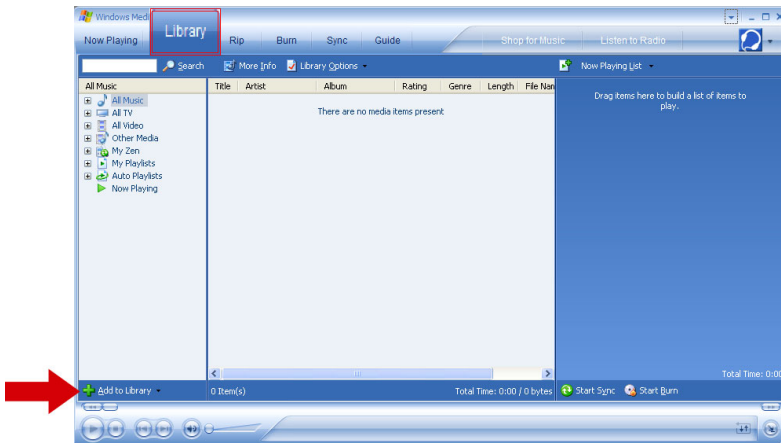 Windows Medi
Now Playing Library Rip Burn Sync Guide Shop for Music Listen to Radio
Search More Info Library Options Now Playing List
All Music Title Artist Album Rating Genre Length File Nan
All Music
All TV
All Video
Other Media
My Zen
My Playlists
Auto Playlists
Now Playing
There are no media items present
Drag items here to build a list of items to
play.
Total Time: 0:00
Add to Library 0 Item(s) Total Time: 0:00 / 0 bytes Start Sync Start Burn